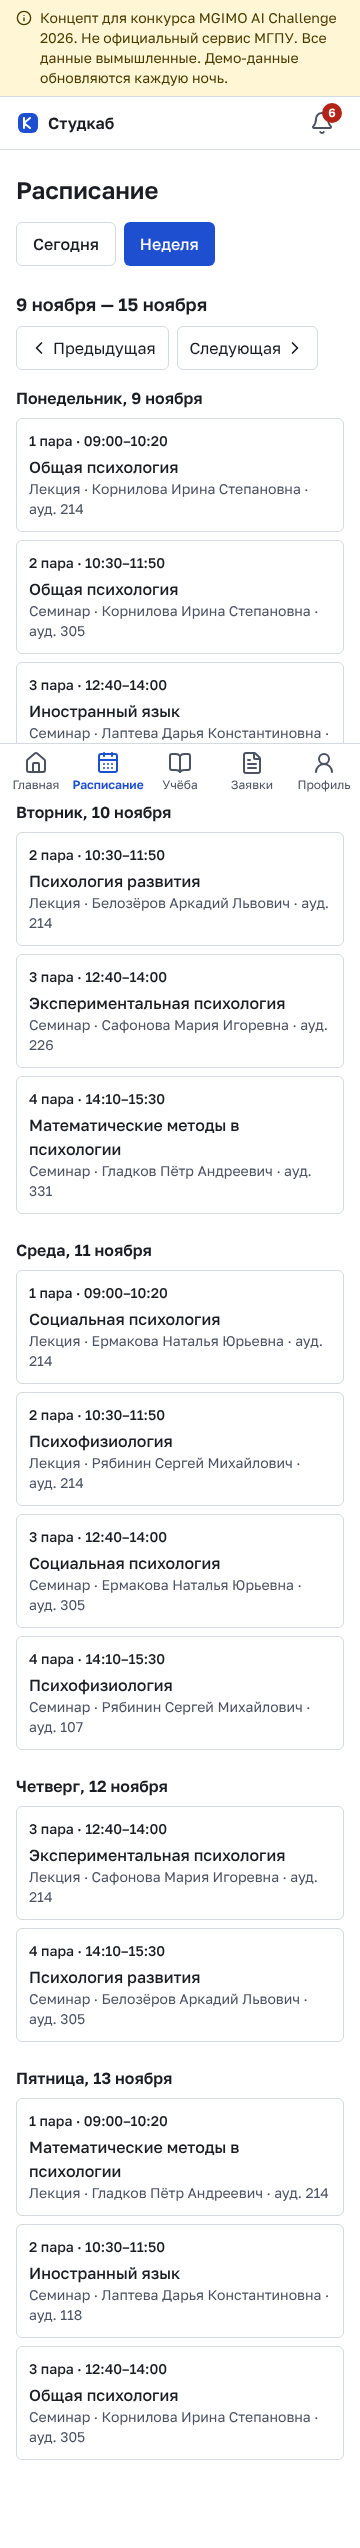 Концепт для конкурса MGIMO AI Challenge
2026. Не официальный сервис МГПУ. Все
данные вымышленные. Демо-данные
обновляются каждую ночь.
Студкаб
6
Расписание
Сегодня
Неделя
9 ноября — 15 ноября
Предыдущая
Следующая
Понедельник, 9 ноября
1 пара · 09:00–10:20
Общая психология
Лекция · Корнилова Ирина Степановна ·
ауд. 214
2 пара · 10:30–11:50
Общая психология
Семинар · Корнилова Ирина Степановна ·
ауд. 305
3 пара · 12:40–14:00
Иностранный язык
Семинар · Лаптева Дарья Константиновна ·
Главная
Расписание
Учёба
Заявки
Профиль
Вторник, 10 ноября
2 пара · 10:30–11:50
Психология развития
Лекция · Белозёров Аркадий Львович · ауд.
214
3 пара · 12:40–14:00
Экспериментальная психология
Семинар · Сафонова Мария Игоревна · ауд.
226
4 пара · 14:10–15:30
Математические методы в
психологии
Семинар · Гладков Пётр Андреевич · ауд.
331
Среда, 11 ноября
1 пара · 09:00–10:20
Социальная психология
Лекция · Ермакова Наталья Юрьевна · ауд.
214
2 пара · 10:30–11:50
Психофизиология
Лекция · Рябинин Сергей Михайлович ·
ауд. 214
3 пара · 12:40–14:00
Социальная психология
Семинар · Ермакова Наталья Юрьевна ·
ауд. 305
4 пара · 14:10–15:30
Психофизиология
Семинар · Рябинин Сергей Михайлович ·
ауд. 107
Четверг, 12 ноября
3 пара · 12:40–14:00
Экспериментальная психология
Лекция · Сафонова Мария Игоревна · ауд.
214
4 пара · 14:10–15:30
Психология развития
Семинар · Белозёров Аркадий Львович ·
ауд. 305
Пятница, 13 ноября
1 пара · 09:00–10:20
Математические методы в
психологии
Лекция · Гладков Пётр Андреевич · ауд. 214
2 пара · 10:30–11:50
Иностранный язык
Семинар · Лаптева Дарья Константиновна ·
ауд. 118
3 пара · 12:40–14:00
Общая психология
Семинар · Корнилова Ирина Степановна ·
ауд. 305